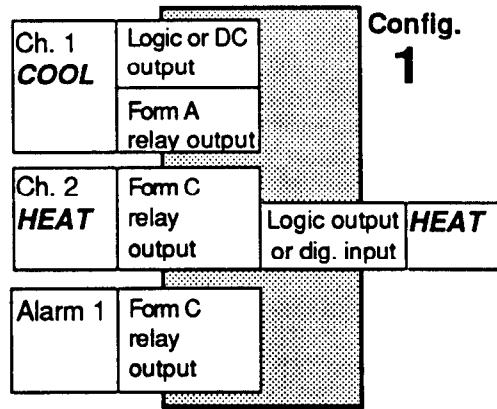 Config.
1
Ch. 1
COOL
Logic or DC
output
Form A
relay output
Ch. 2
HEAT
Form C
relay
output
Logic output
or dig. input
HEAT
Alarm 1
Form C
relay
output